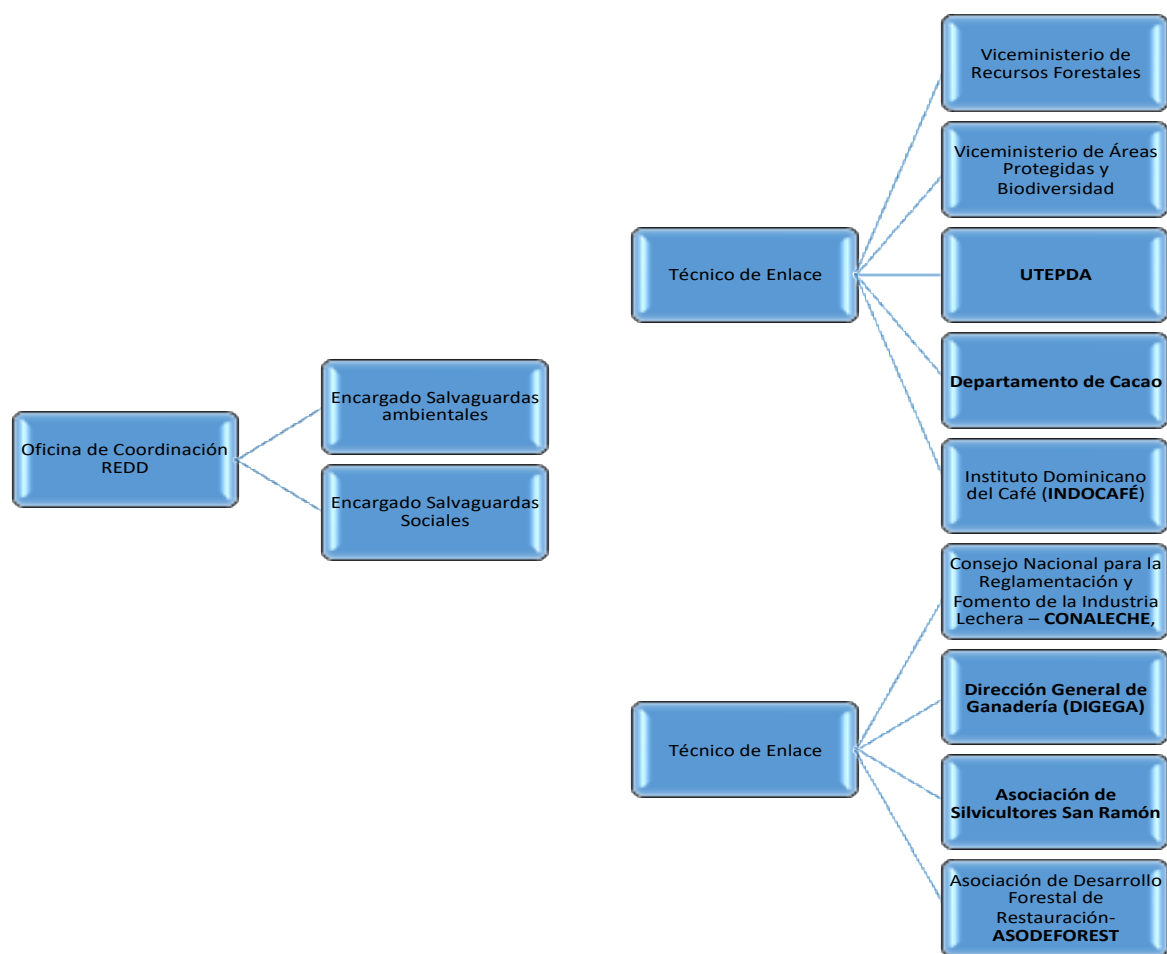 Oficina de Coordinación
REDD
Encargado Salvaguardas
ambientales
Encargado Salvaguardas
Sociales
Técnico de Enlace
Viceministerio de
Recursos Forestales
Viceministerio de Áreas
Protegidas y
Biodiversidad
UTEPDA
Departamento de Cacao
Instituto Dominicano
del Café (INDOCAFÉ)
Técnico de Enlace
Consejo Nacional para la
Reglamentación y
Fomento de la Industria
Lechera – CONALECHE,
Dirección General de
Ganadería (DIGEGA)
Asociación de
Silvicultores San Ramón
Asociación de Desarrollo
Forestal de
Restauración-
ASODEFOREST